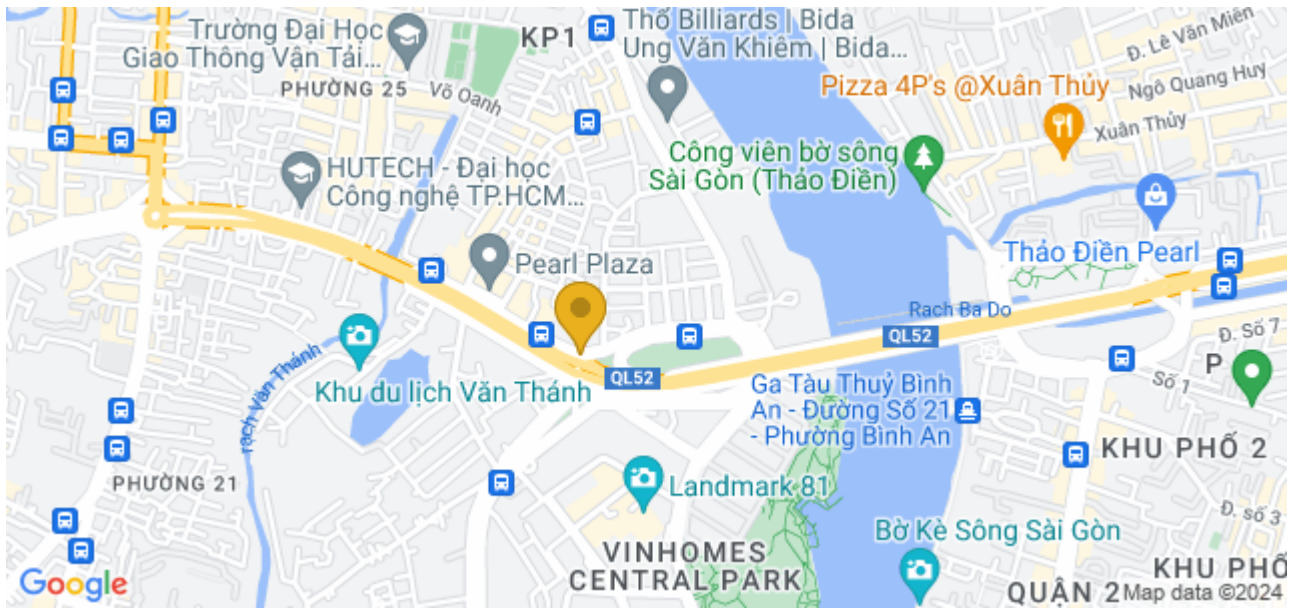 Trường Đại Học
Giao Thông Vận Tải...
KP1
Thổ Billiards | Bida
Ung Văn Khiêm | Bida...
Đ. Lê Văn Miến
PHƯỜNG 25
Võ Oanh
Pizza 4P's @Xuân Thủy
Ngô Quang Huy
Xuân Thủy
HUTECH - Đại học
Công nghệ TP.HCM...
Công viên bờ sông
Sài Gòn (Thảo Điền)
Pearl Plaza
Thảo Điền Pearl
Rach Ba Do
QL52
QL52
Đ. Số 7
rạch Văn Thánh
Khu du lịch Văn Thánh
Ga Tàu Thuỷ Bình
An - Đường Số 21
- Phường Bình An
Số 1
P
KHU PHỐ 2
PHƯỜNG 21
Landmark 81
Đ. số 3
Bờ Kè Sông Sài Gòn
VINHOMES
CENTRAL PARK
KHU PHỐ
QUẬN 2
Google
Map data ©2024